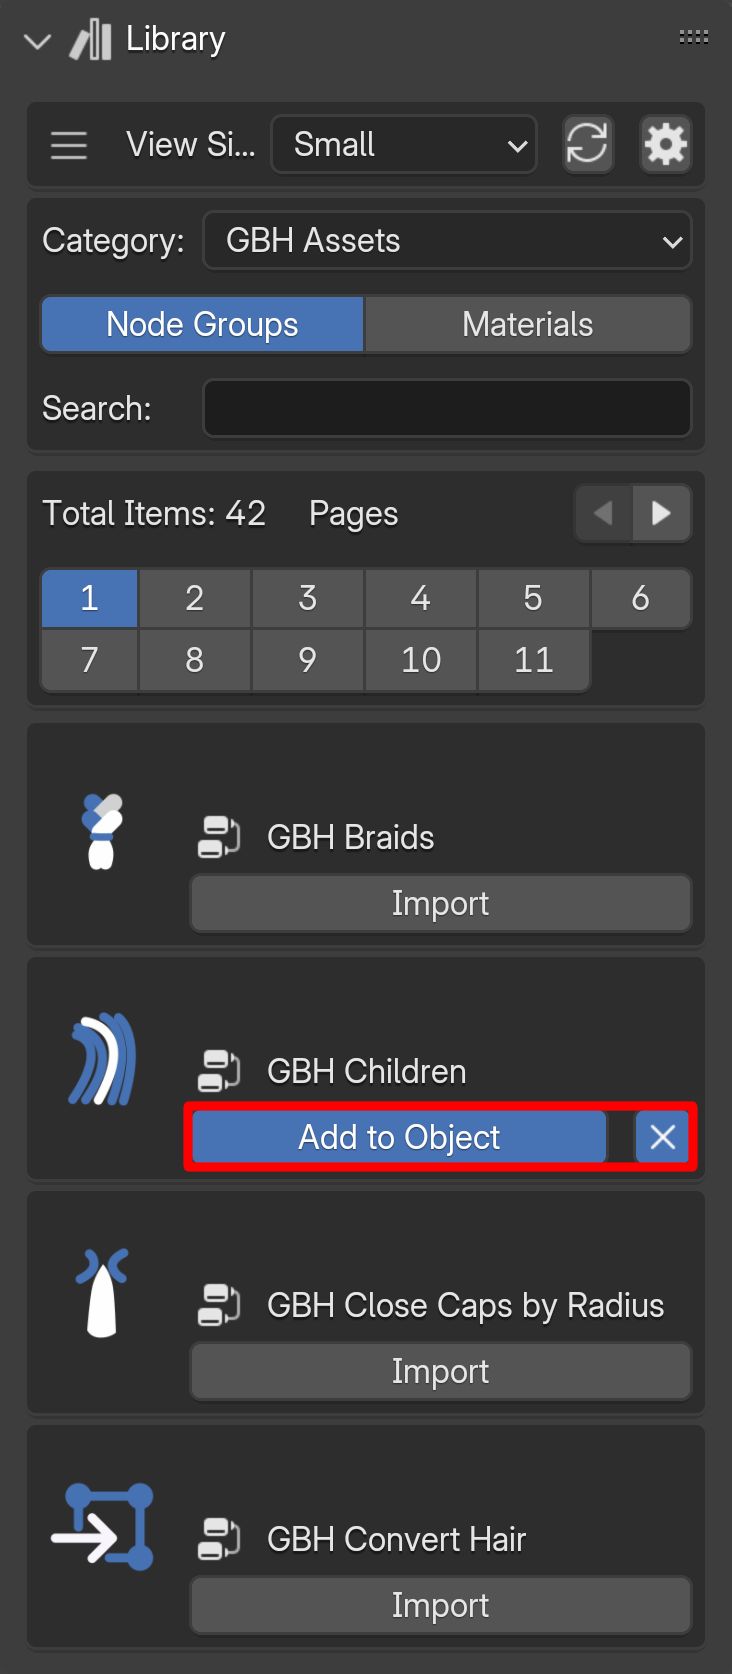 Library
View Si... Small
Category: GBH Assets
Node Groups Materials
Search:
Total Items: 42 Pages
1 2 3 4 5 6
7 8 9 10 11
GBH Braids
Import
GBH Children
Add to Object
GBH Close Caps by Radius
Import
GBH Convert Hair
Import